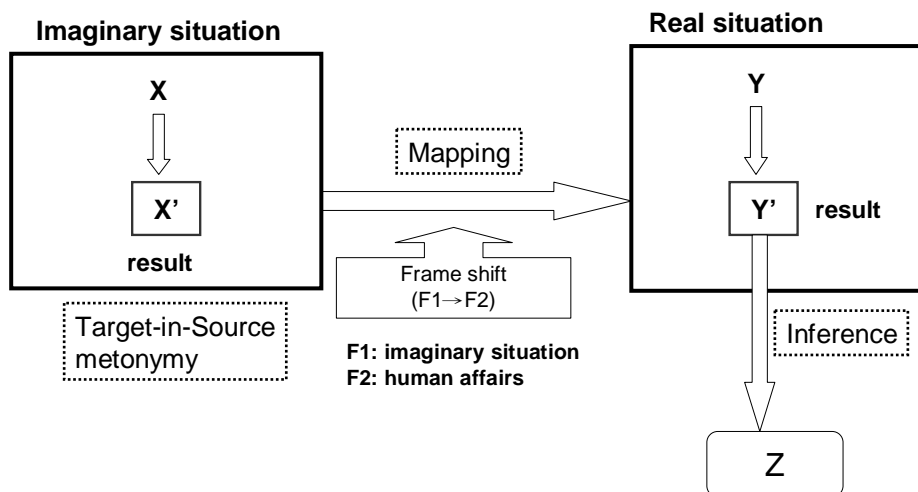 Imaginary situation
Real situation
X
X’
result
Mapping
Frame shift
(F1→F2)
F1: imaginary situation
F2: human affairs
Target-in-Source
metonymy
Y
Y’
result
Inference
Z